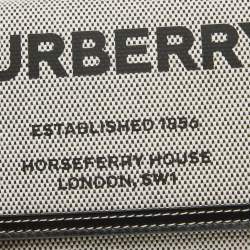 URBERRY
ESTABLISHED 1856
HORSEFERRY HOUSE
LONDON, SW1